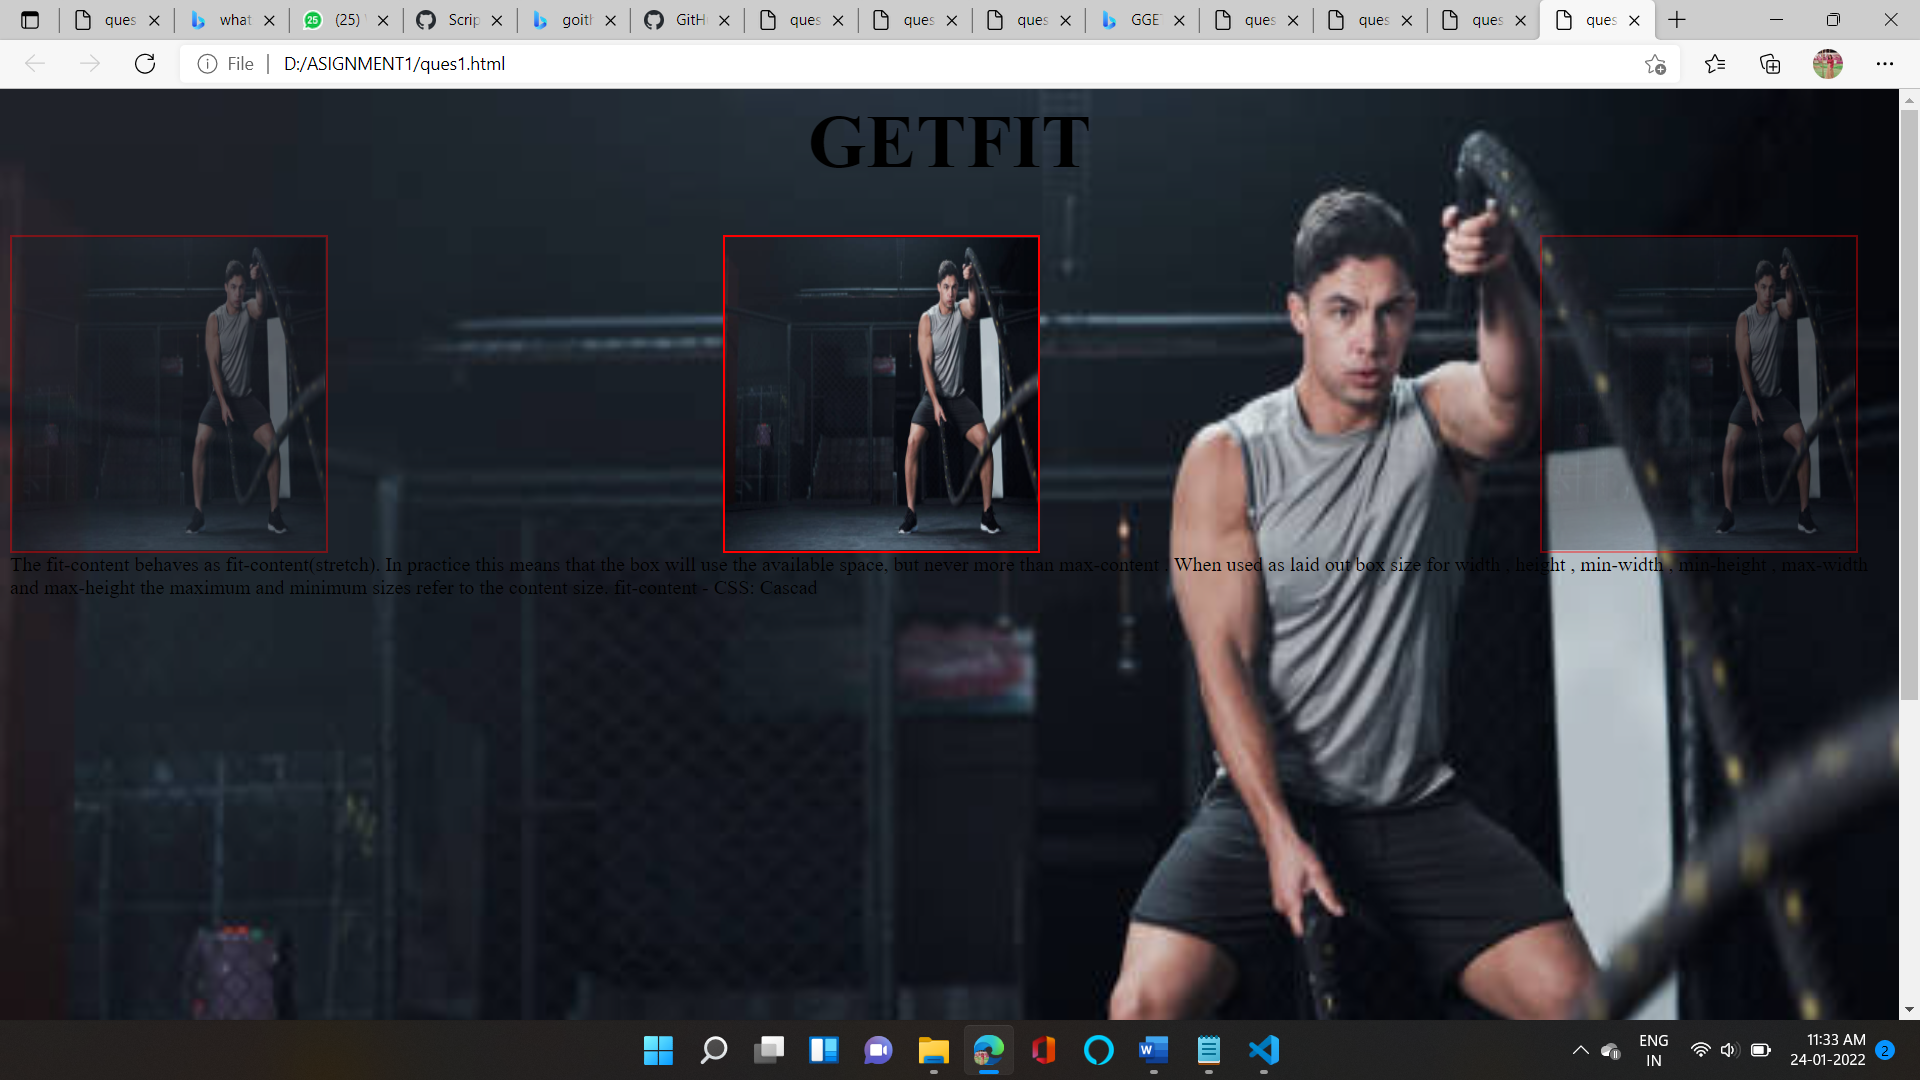 ques
what
(25)
Scrip
goith
GitH
ques
ques
ques
GGET
ques
ques
ques
ques
File
D:/ASIGNMENT1/ques1.html
GETFIT
The fit-content behaves as fit-content(stretch). In practice this means that the box will use the available space, but never more than max-content . When used as laid out box size for width , height , min-width , min-height , max-width
and max-height the maximum and minimum sizes refer to the content size. fit-content - CSS: Cascad
ENG
IN
11:33 AM
24-01-2022
2